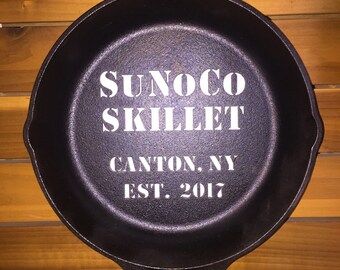 SuNoCo
SKILLET
CANTON, NY
EST. 2017